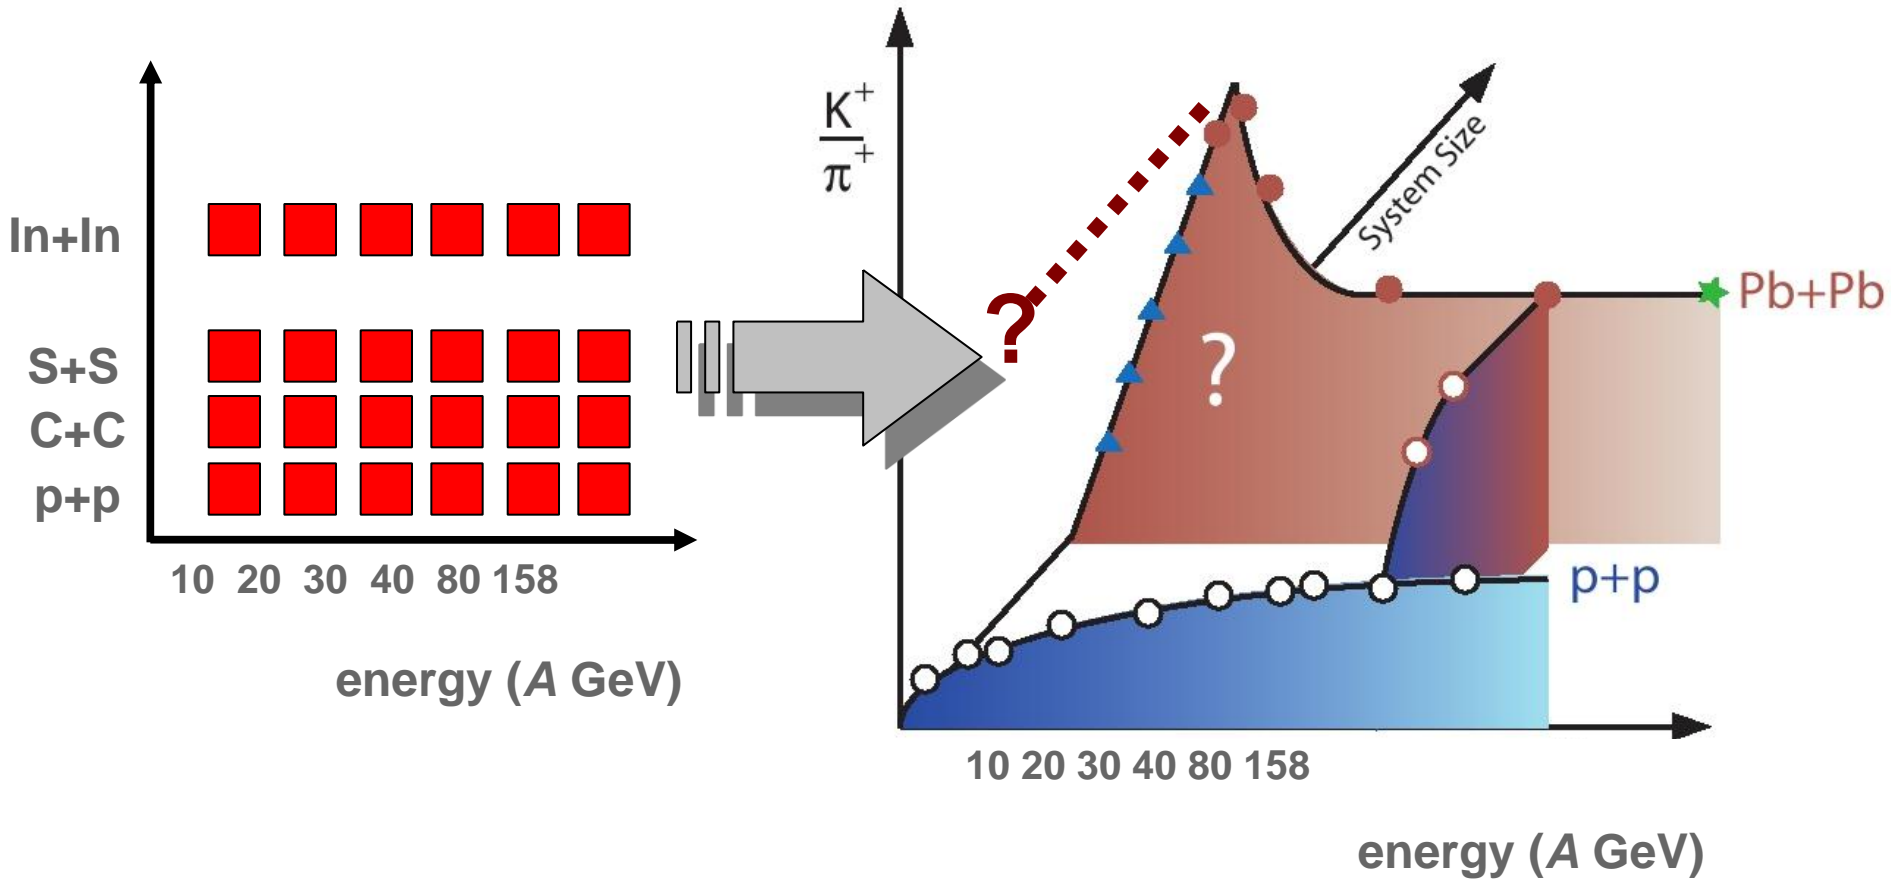 In+In
S+S
C+C
p+p
10 20 30 40 80 158
energy (A GeV)
K+
π+
?
?
System Size
Pb+Pb
p+p
10 20 30 40 80 158
energy (A GeV)